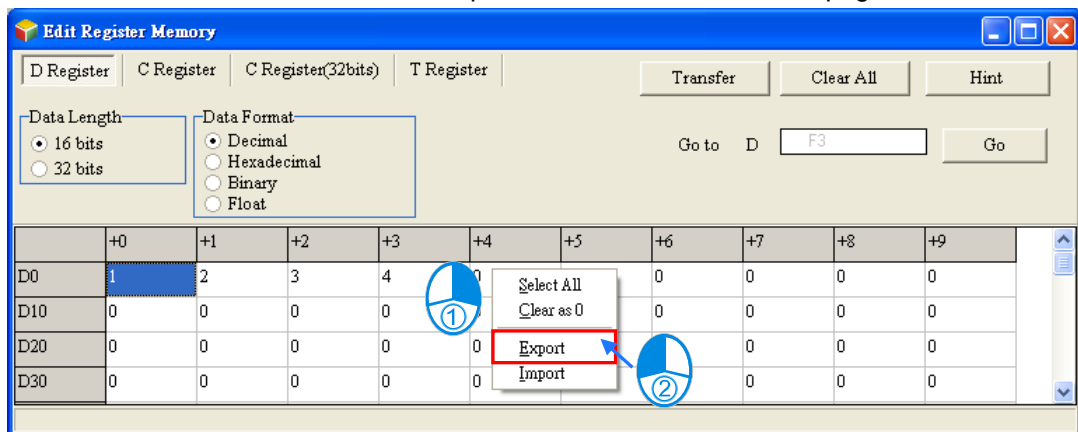 Edit Register Memory
D Register C Register C Register(32bits) T Register Transfer Clear All Hint
Data Length Data Format
16 bits Decimal Go to D F3 Go
32 bits Hexadecimal
Binary
Float
+0 +1 +2 +3 +4 +5 +6 +7 +8 +9
D0 1 2 3 4 0 0 0 0 0
Select All
D10 0 0 0 0 0 0 0 0
Clear as 0
D20 0 0 0 0 0 0 0 0
Export
D30 0 0 0 0 0 0 0 0
Import
① ②